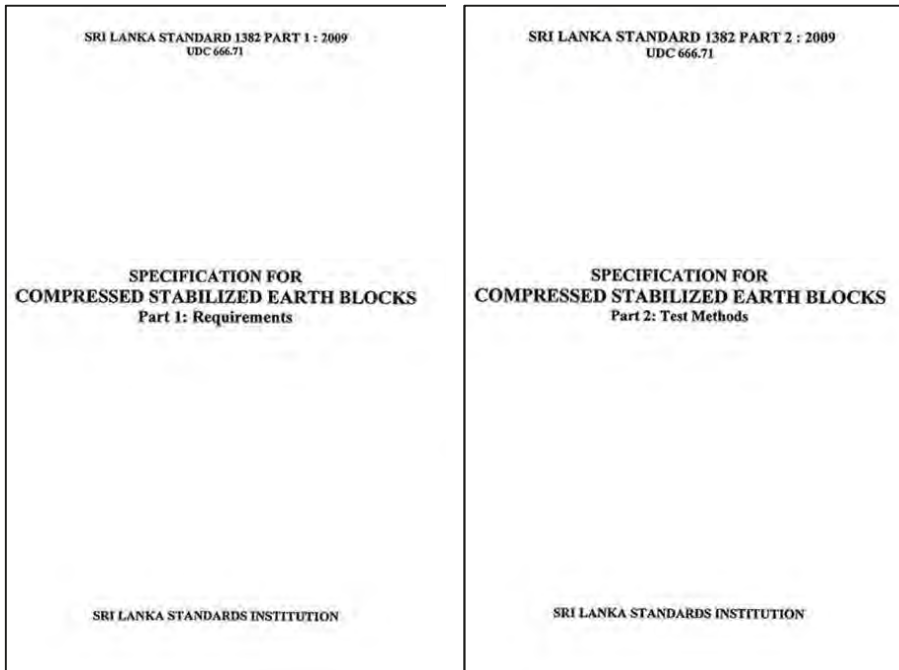 SRI LANKA STANDARD 1382 PART 1 : 2009
UDC 666.71
SPECIFICATION FOR
COMPRESSED STABILIZED EARTH BLOCKS
Part 1: Requirements
SRI LANKA STANDARDS INSTITUTION
SRI LANKA STANDARD 1382 PART 2 : 2009
UDC 666.71
SPECIFICATION FOR
COMPRESSED STABILIZED EARTH BLOCKS
Part 2: Test Methods
SRI LANKA STANDARDS INSTITUTION